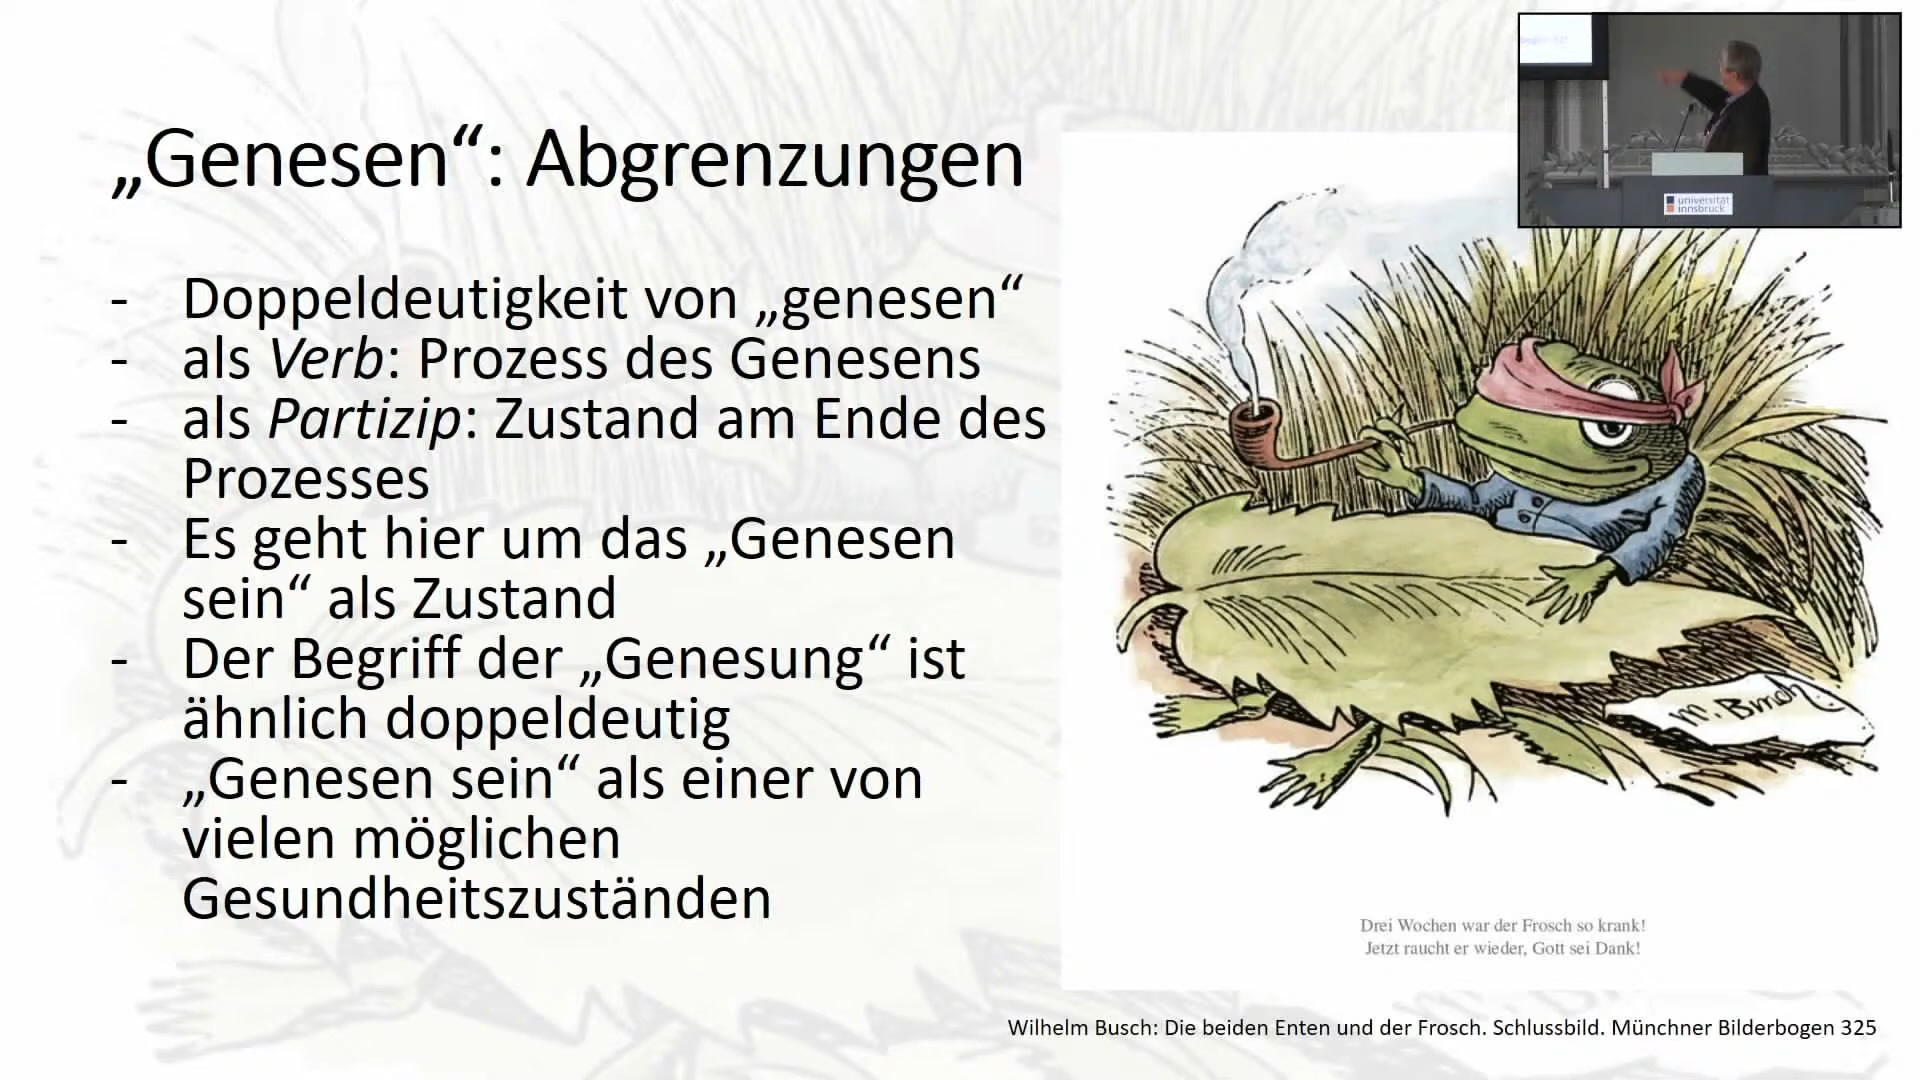 „Genesen“: Abgrenzungen
- Doppeldeutigkeit von „genesen“
- als Verb: Prozess des Genesens
- als Partizip: Zustand am Ende des
Prozesses
- Es geht hier um das „Genesen
sein“ als Zustand
- Der Begriff der „Genesung“ ist
ähnlich doppeldeutig
- „Genesen sein“ als einer von
vielen möglichen
Gesundheitszuständen
universität
innsbruck
W. Busch.
Drei Wochen war der Frosch so krank!
Jetzt raucht er wieder, Gott sei Dank!
Wilhelm Busch: Die beiden Enten und der Frosch. Schlussbild. Münchner Bilderbogen 325